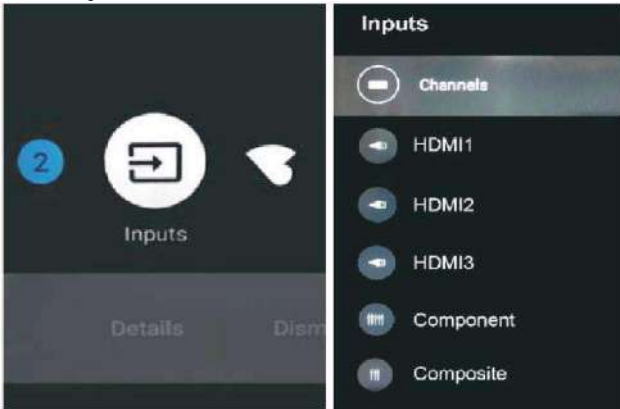 2
Inputs
Details
Inputs
Channels
HDMI1
HDMI2
HDMI3
Component
Composite